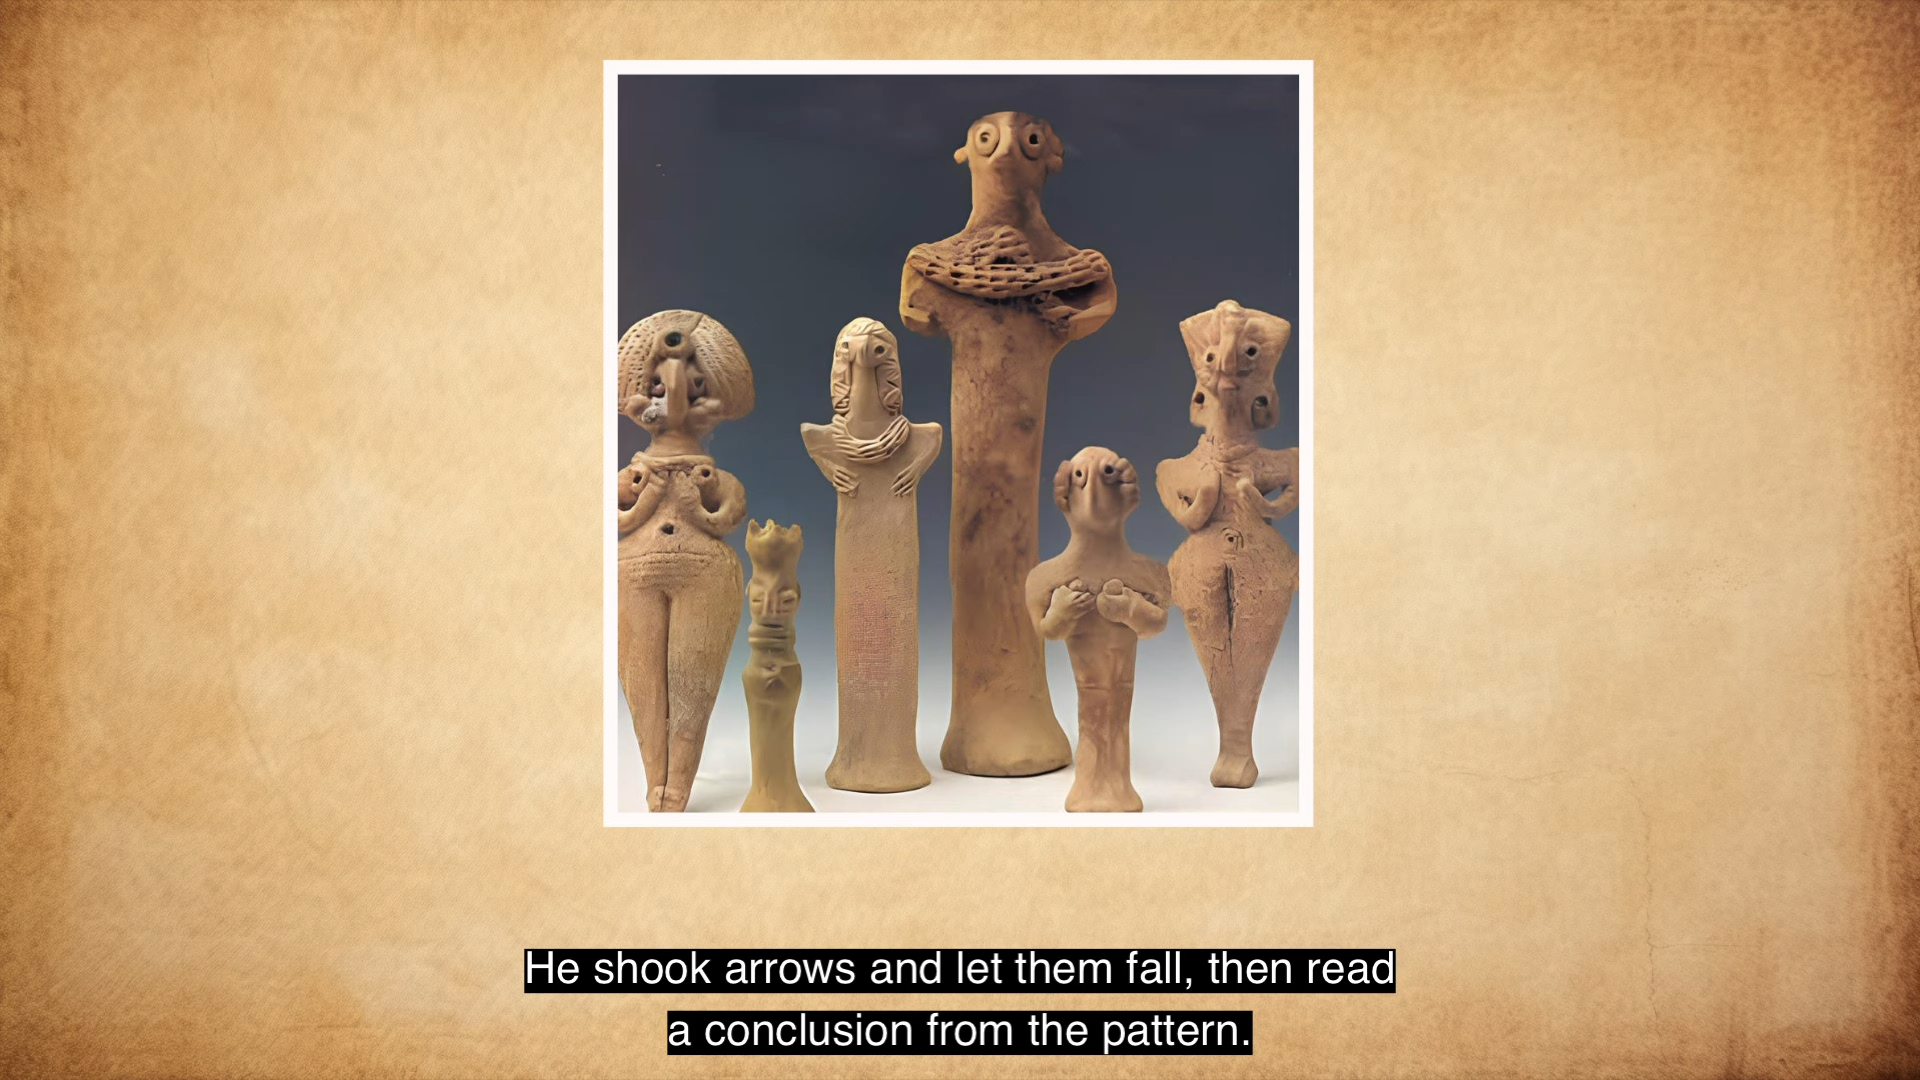 He shook arrows and let them fall, then read
a conclusion from the pattern.